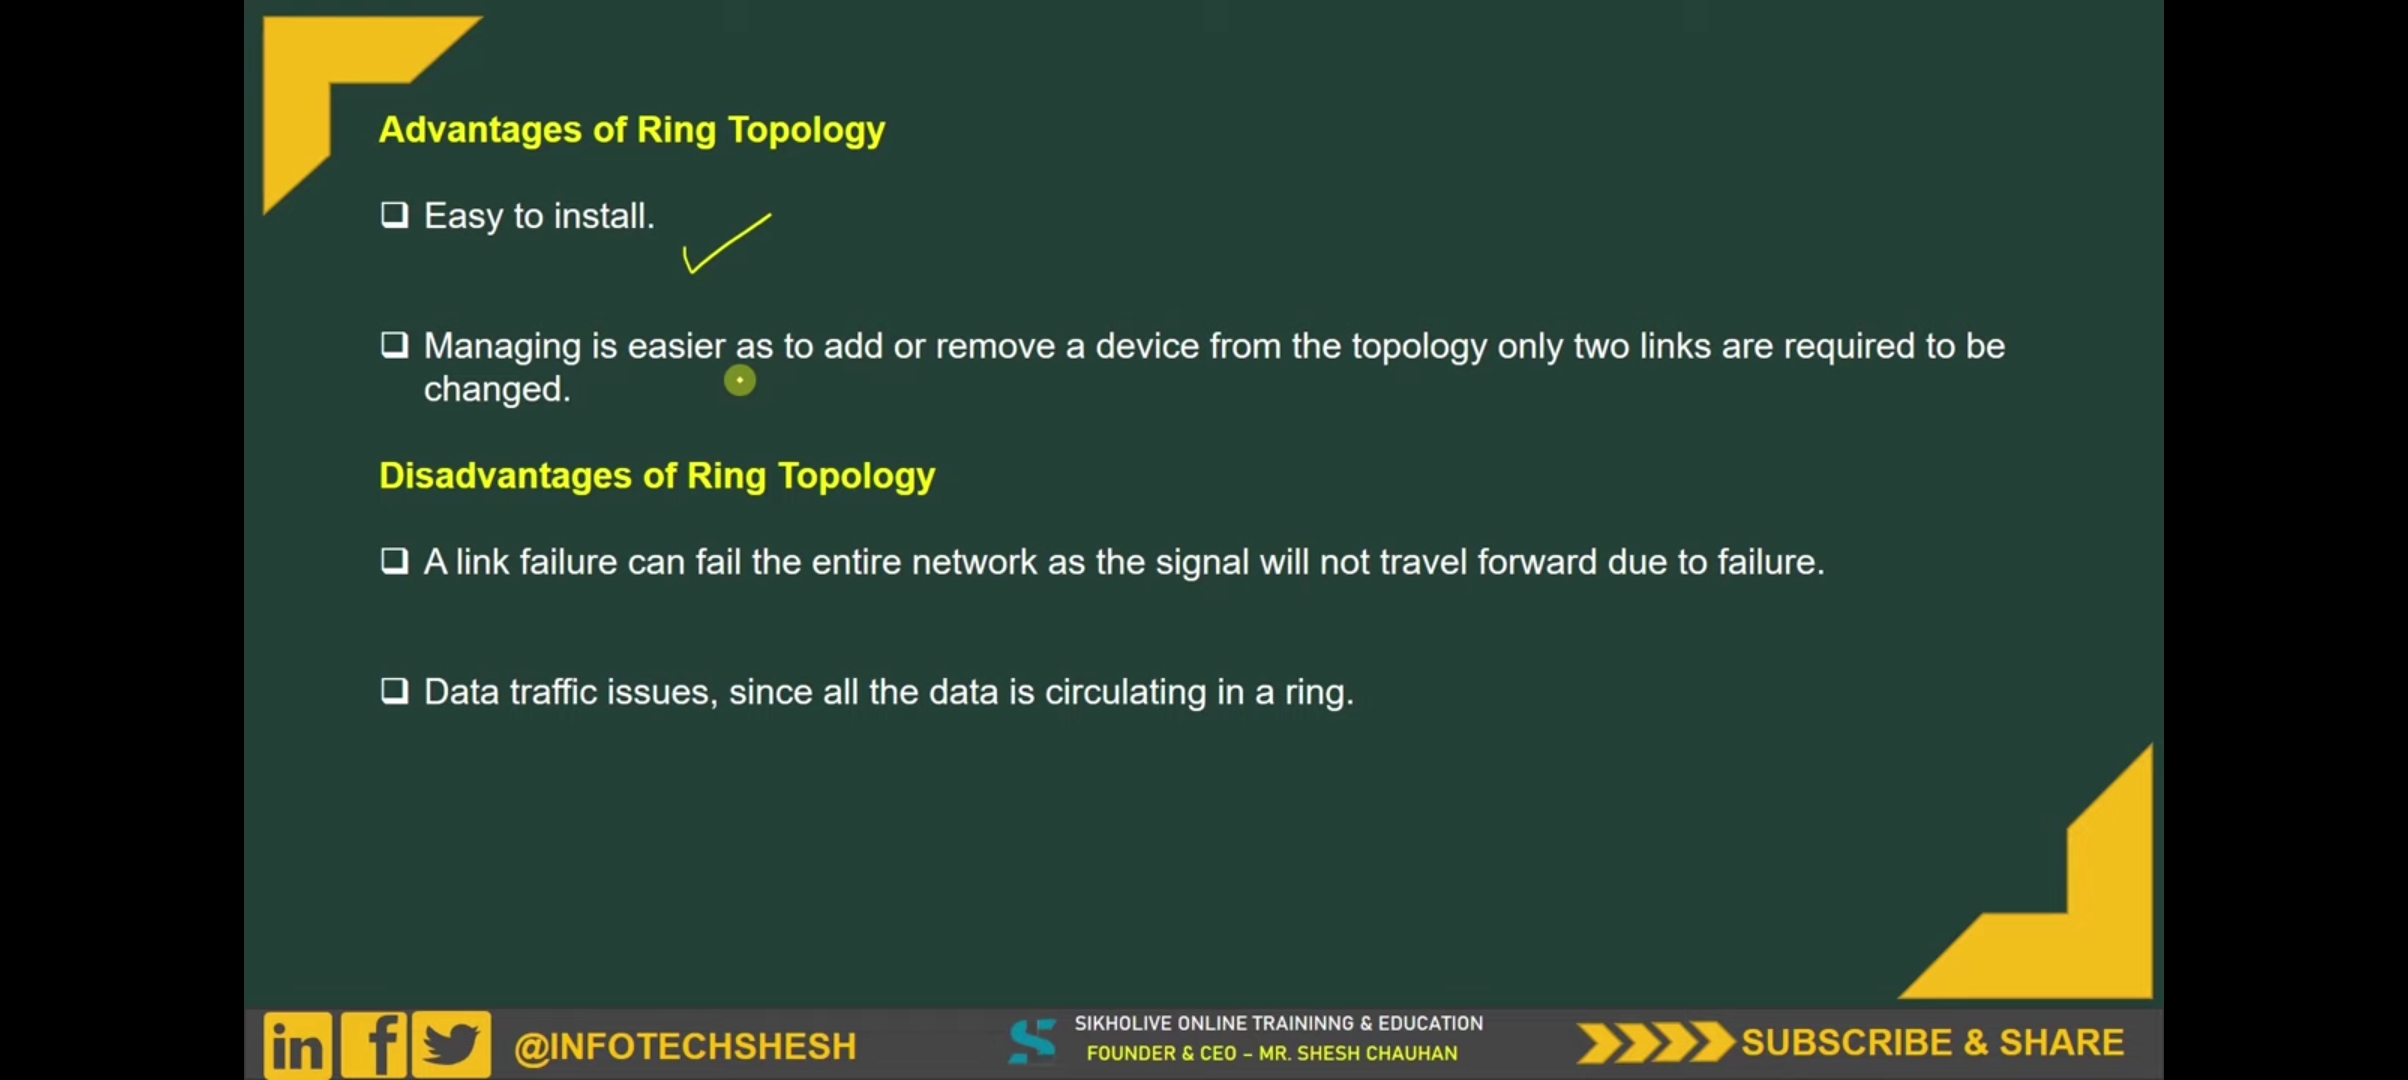 Advantages of Ring Topology
Easy to install.
Managing is easier as to add or remove a device from the topology only two links are required to be
changed.
Disadvantages of Ring Topology
A link failure can fail the entire network as the signal will not travel forward due to failure.
Data traffic issues, since all the data is circulating in a ring.
in f @INFOTECHSHESH
S SIKHOLIVE ONLINE TRAININNG & EDUCATION
FOUNDER & CEO – MR. SHESH CHAUHAN
SUBSCRIBE & SHARE